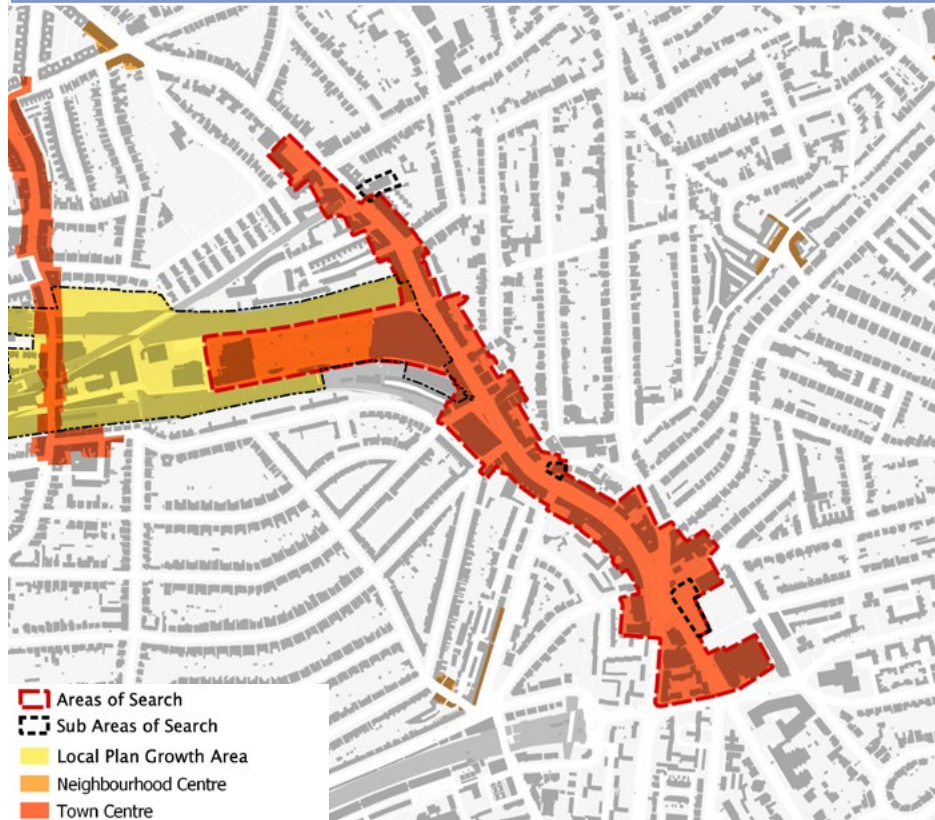 Areas of Search
Sub Areas of Search
Local Plan Growth Area
Neighbourhood Centre
Town Centre